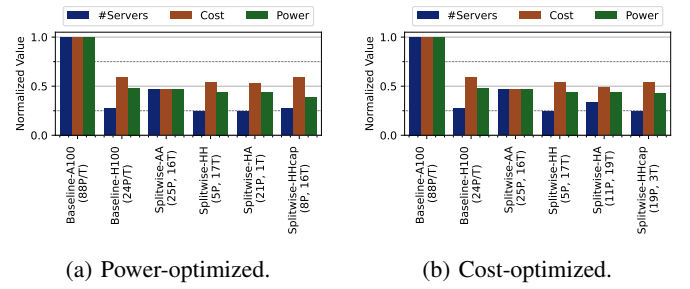 #Servers Cost Power
Normalized Value
1.0
0.5
0.0
Baseline-A100
(88P/T)
Baseline-H100
(24P/T)
Splitwise-AA
(25P, 16T)
Splitwise-HH
(5P, 17T)
Splitwise-HA
(21P, 1T)
Splitwise-HHcap
(8P, 16T)
(a) Power-optimized.
#Servers Cost Power
Normalized Value
1.0
0.5
0.0
Baseline-A100
(88P/T)
Baseline-H100
(24P/T)
Splitwise-AA
(25P, 16T)
Splitwise-HH
(5P, 17T)
Splitwise-HA
(11P, 19T)
Splitwise-HHcap
(19P, 3T)
(b) Cost-optimized.